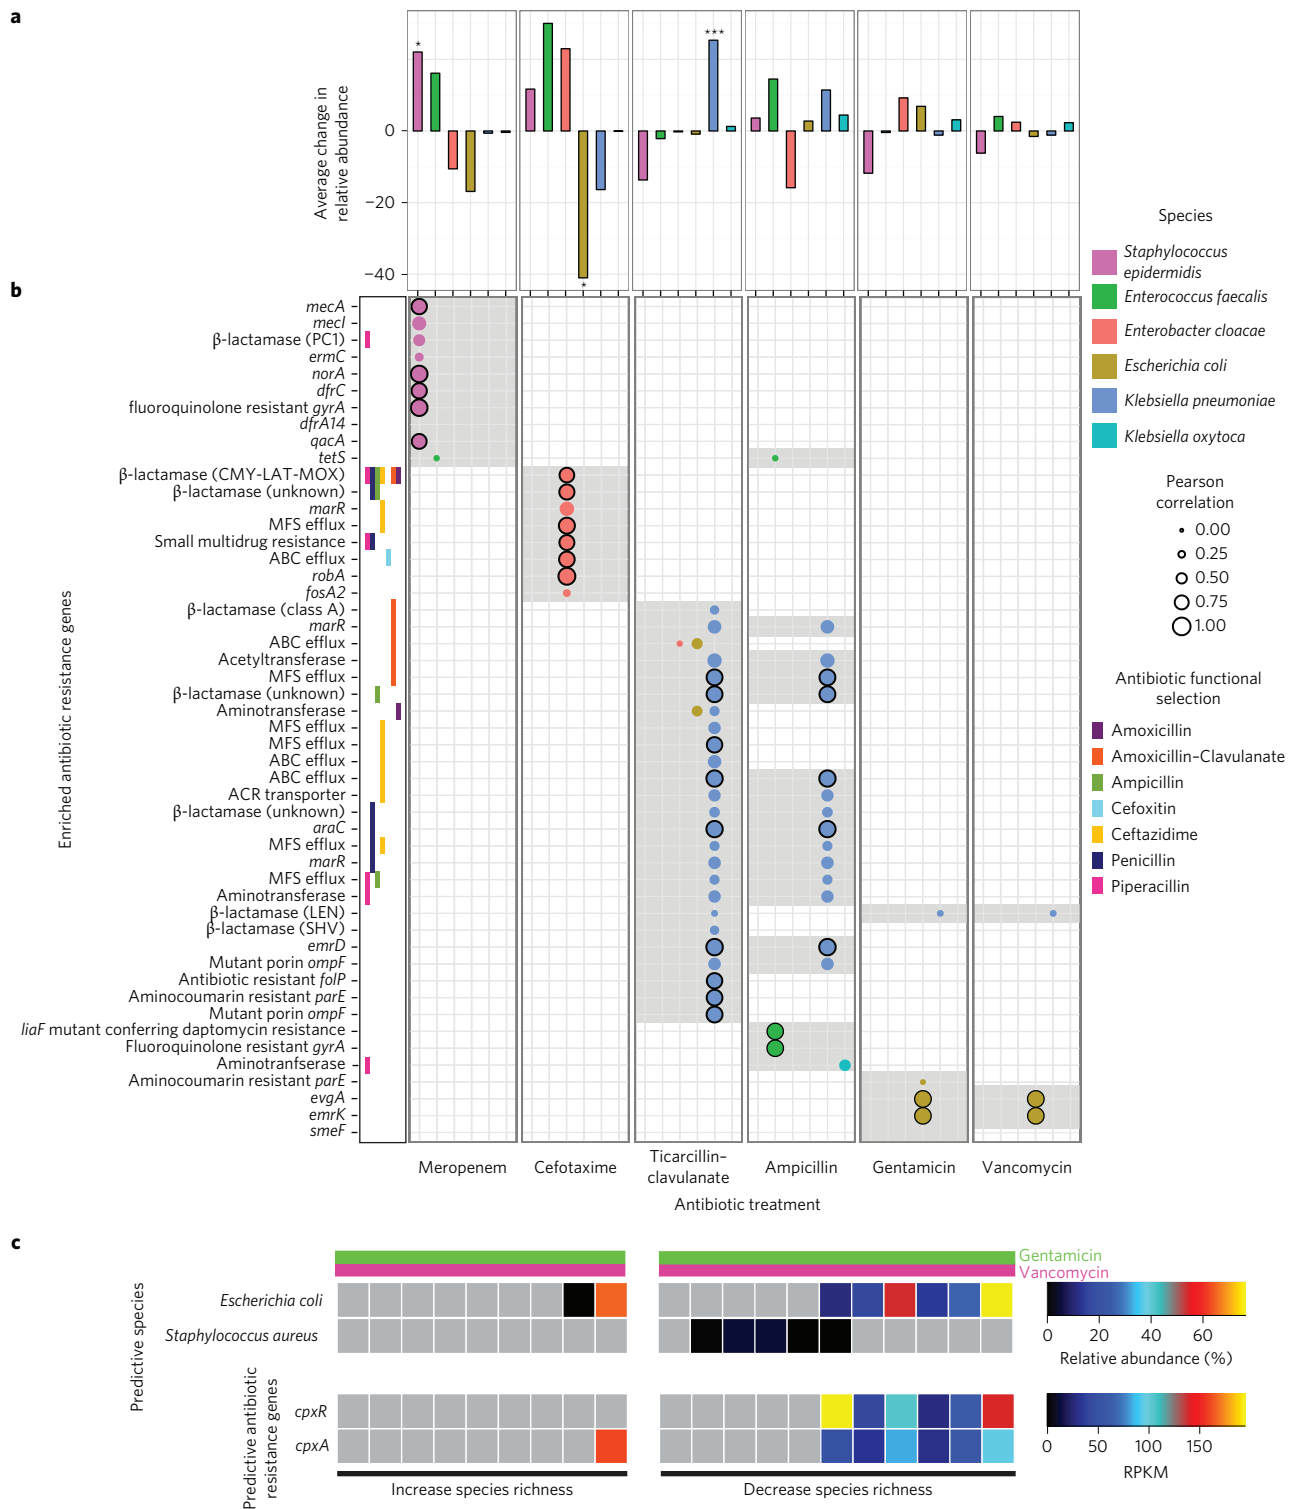 a
Average change in
relative abundance
0
−20
−40
*
*
***
Species
Staphylococcus
epidermidis
Enterococcus faecalis
Enterobacter cloacae
Escherichia coli
Klebsiella pneumoniae
Klebsiella oxytoca
Pearson
correlation
0.00
0.25
0.50
0.75
1.00
Antibiotic functional
selection
Amoxicillin
Amoxicillin–Clavulanate
Ampicillin
Cefoxitin
Ceftazidime
Penicillin
Piperacillin
b
Enriched antibiotic resistance genes
mecA
mecI
β-lactamase (PC1)
ermC
norA
dfrC
fluoroquinolone resistant gyrA
dfrA14
qacA
tetS
β-lactamase (CMY-LAT-MOX)
β-lactamase (unknown)
marR
MFS efflux
Small multidrug resistance
ABC efflux
robA
fosA2
β-lactamase (class A)
marR
ABC efflux
Acetyltransferase
MFS efflux
β-lactamase (unknown)
Aminotransferase
MFS efflux
MFS efflux
ABC efflux
ABC efflux
ACR transporter
β-lactamase (unknown)
araC
MFS efflux
marR
MFS efflux
Aminotransferase
β-lactamase (LEN)
β-lactamase (SHV)
emrD
Mutant porin ompF
Antibiotic resistant folP
Aminocoumarin resistant parE
Mutant porin ompF
liaF mutant conferring daptomycin resistance
Fluoroquinolone resistant gyrA
Aminotranfserase
Aminocoumarin resistant parE
evgA
emrK
smeF
Meropenem
Cefotaxime
Ticarcillin–
clavulanate
Ampicillin
Gentamicin
Vancomycin
Antibiotic treatment
c
Gentamicin
Vancomycin
Predictive species
Escherichia coli
Staphylococcus aureus
0 20 40 60
Relative abundance (%)
Predictive antibiotic
resistance genes
cpxR
cpxA
0 50 100 150
RPKM
Increase species richness
Decrease species richness